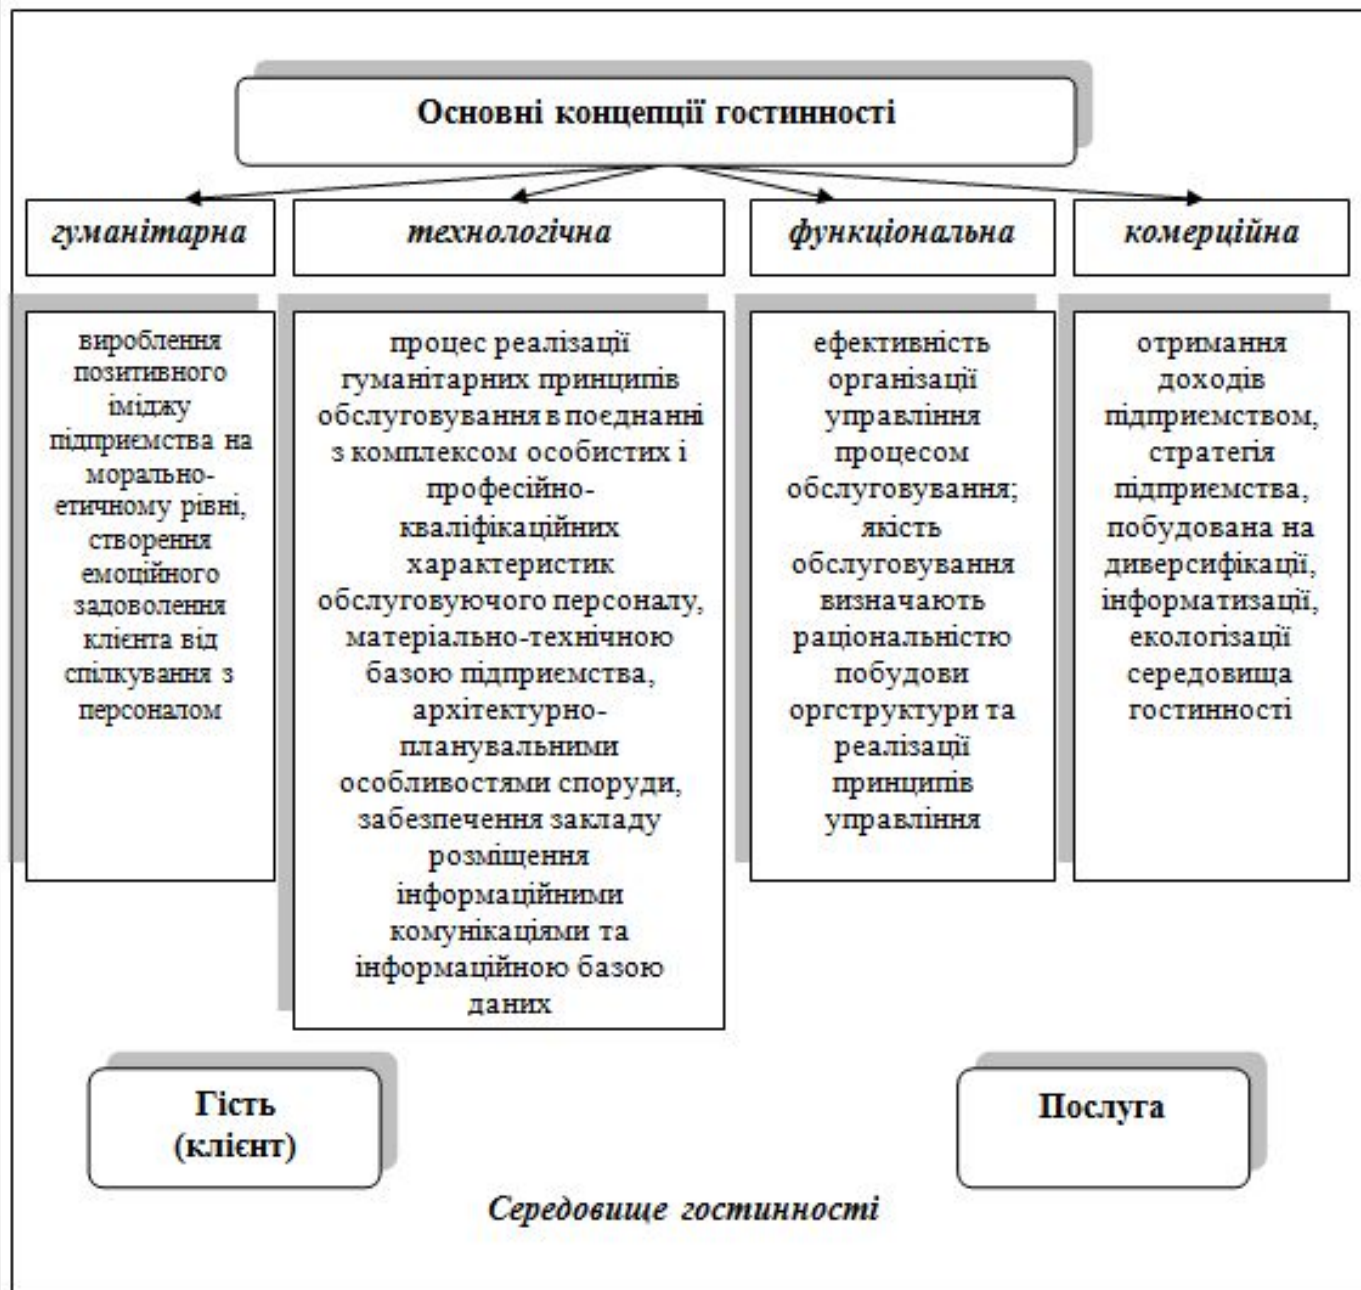 Основні концепції гостинності
гуманітарна
технологічна
функціональна
комерційна
вироблення
позитивного
іміджу
підприємства на
морально-
етичному рівні,
створення
емоційного
задоволення
клієнта від
спілкування з
персоналом
процес реалізації
гуманітарних принципів
обслуговування в поєднанні
з комплексом особистих і
професійно-
кваліфікаційних
характеристик
обслуговуючого персоналу,
матеріально-технічною
базою підприємства,
архітектурно-
планувальними
особливостями споруди,
забезпечення закладу
розміщення
інформаційними
комунікаціями та
інформаційною базою
даних
ефективність
організації
управління
процесом
обслуговування;
якість
обслуговування
визначають
раціональністю
побудови
оргструктури та
реалізації
принципів
управління
отримання
доходів
підприємством,
стратегія
підприємства,
побудована на
диверсифікації,
інформатизації,
екологізації
середовища
гостинності
Гість
(клієнт)
Послуга
Середовище гостинності